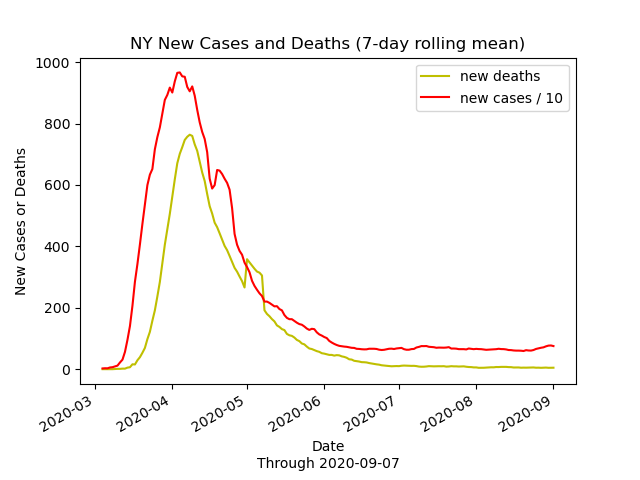 NY New Cases and Deaths (7-day rolling mean)
new deaths
new cases / 10
1000
800
600
400
200
0
New Cases or Deaths
2020-03
2020-04
2020-05
2020-06
2020-07
2020-08
2020-09
Date
Through 2020-09-07